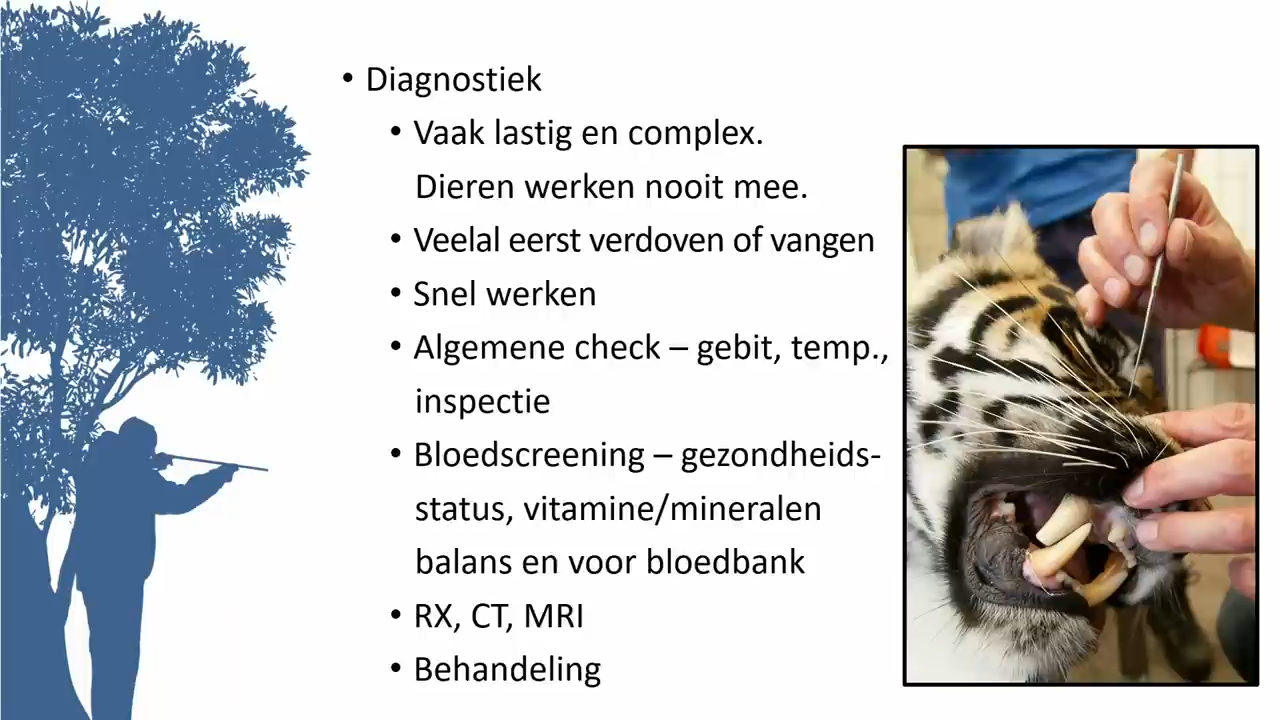 • Diagnostiek
• Vaak lastig en complex.
Dieren werken nooit mee.
• Veelal eerst verdoven of vangen
• Snel werken
• Algemene check – gebit, temp.,
inspectie
• Bloedscreening – gezondheids-
status, vitamine/mineralen
balans en voor bloedbank
• RX, CT, MRI
• Behandeling